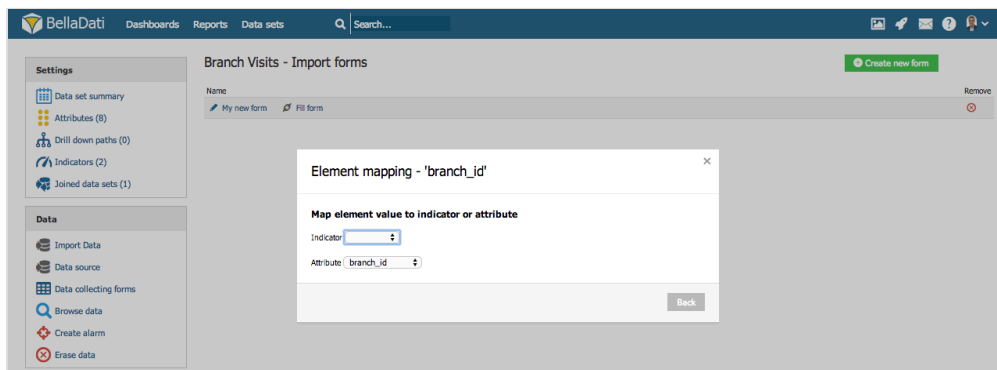 BellaDati Dashboards Reports Data sets Search...
Settings
Data set summary
Attributes (8)
Drill down paths (0)
Indicators (2)
Joined data sets (1)
Data
Import Data
Data source
Data collecting forms
Browse data
Create alarm
Erase data
Branch Visits - Import forms
Create new form
Name Remove
My new form Fill form
Element mapping - 'branch_id'
Map element value to indicator or attribute
Indicator
Attribute branch_id
Back